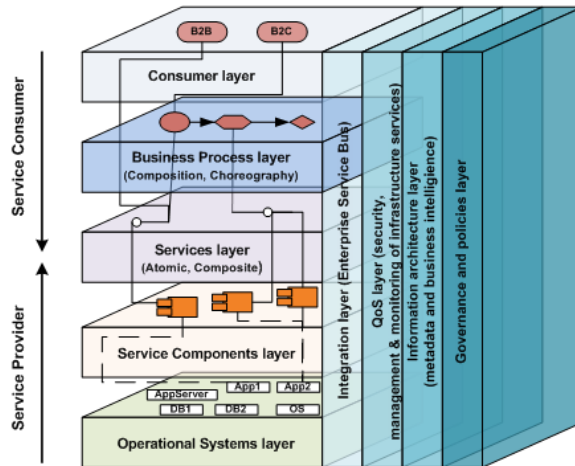 B2B
B2C
Consumer layer
Business Process layer
(Composition, Choreography)
Services layer
(Atomic, Composite)
Service Components layer
AppServer
App1
App2
DB1
DB2
OS
Operational Systems layer
Service Consumer
Service Provider
Integration layer (Enterprise Service Bus)
QoS layer (security,
management & monitoring of infrastructure services)
Information architecture layer
(metadata and business intelligience)
Governance and policies layer